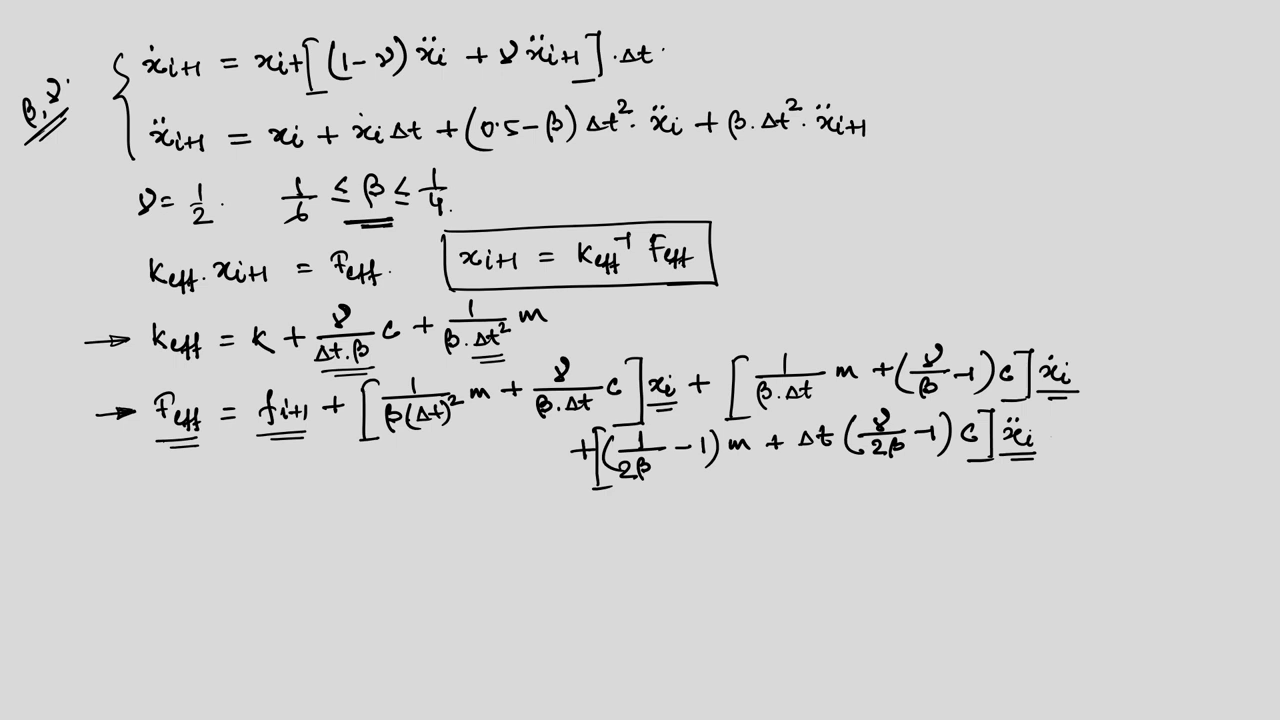 β,γ
ẋi+1 = xi+[(1-γ) ẍi + γ ẍi+1] ·Δt
ẍi+1 = xi + ẋi Δt + (0.5-β) Δt²· ẍi + β.Δt²· ẍi+1
γ = 1/2. 1/6 ≤ β ≤ 1/4.
Keff. xi+1 = Feff. xi+1 = Keff⁻¹ Feff
→ Keff = K + γ/(Δt.β) C + 1/(β.Δt²) m
→ Feff = fi+1 + [1/(β(Δt)²) m + γ/(β.Δt) C] xi + [1/(β.Δt) m + (γ/β -1) C] ẋi
+[(1/2β - 1) m + Δt (γ/2β -1) C] ẍi